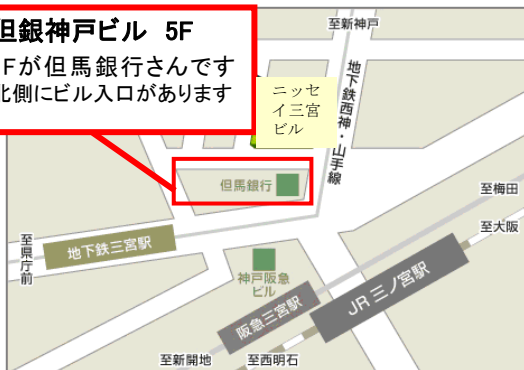 但銀神戸ビル 5F
Fが但馬銀行さんです
北側にビル入口があります
至新神戸
地下鉄西神・山手線
ニッセ
イ三宮
ビル
但馬銀行
至梅田
至大阪
至県庁前
地下鉄三宮駅
神戸阪急
ビル
JR三ノ宮駅
阪急三宮駅
至新開地
至西明石